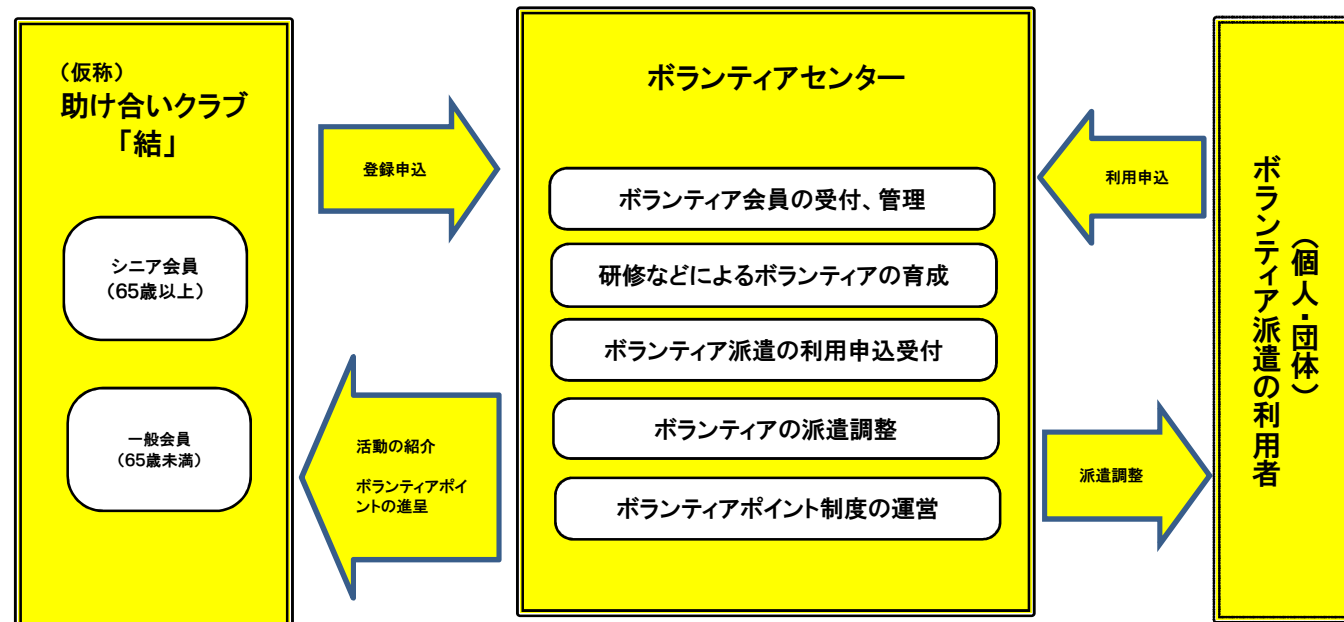 （仮称）
助け合いクラブ
「結」
シニア会員
（65歳以上）
一般会員
（65歳未満）
登録申込
活動の紹介
ボランティアポイ
ントの進呈
ボランティアセンター
ボランティア会員の受付、管理
研修などによるボランティアの育成
ボランティア派遣の利用申込受付
ボランティアの派遣調整
ボランティアポイント制度の運営
利用申込
派遣調整
（個人・団体）
ボランティア派遣の利用者